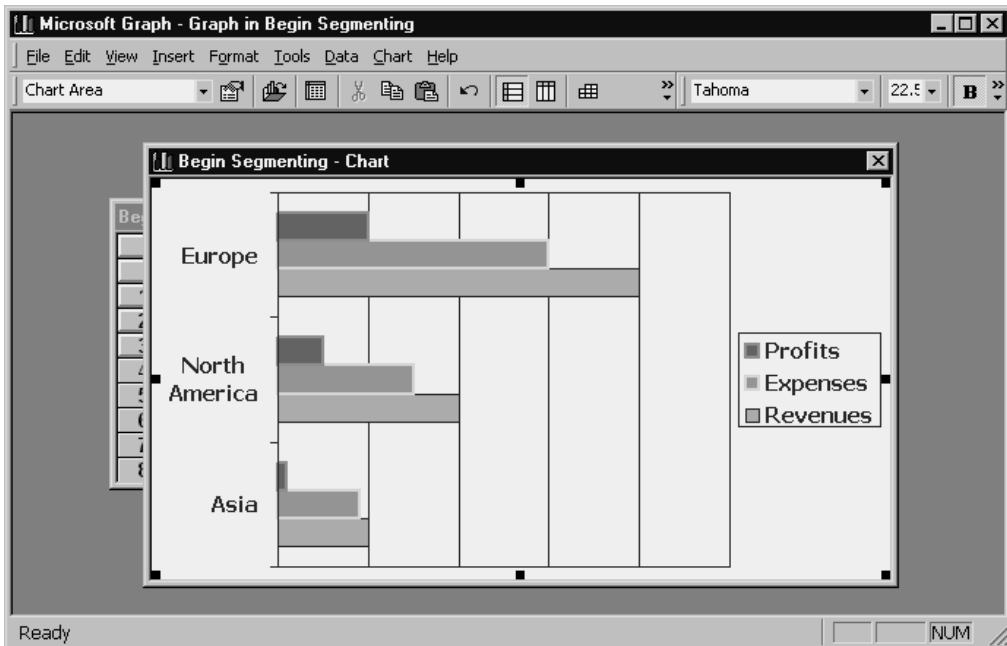 Microsoft Graph - Graph in Begin Segmenting
File Edit View Insert Format Tools Data Chart Help
Chart Area
Tahoma
22.5
B
Begin Segmenting - Chart
Europe
North
America
Asia
Profits
Expenses
Revenues
Ready
NUM